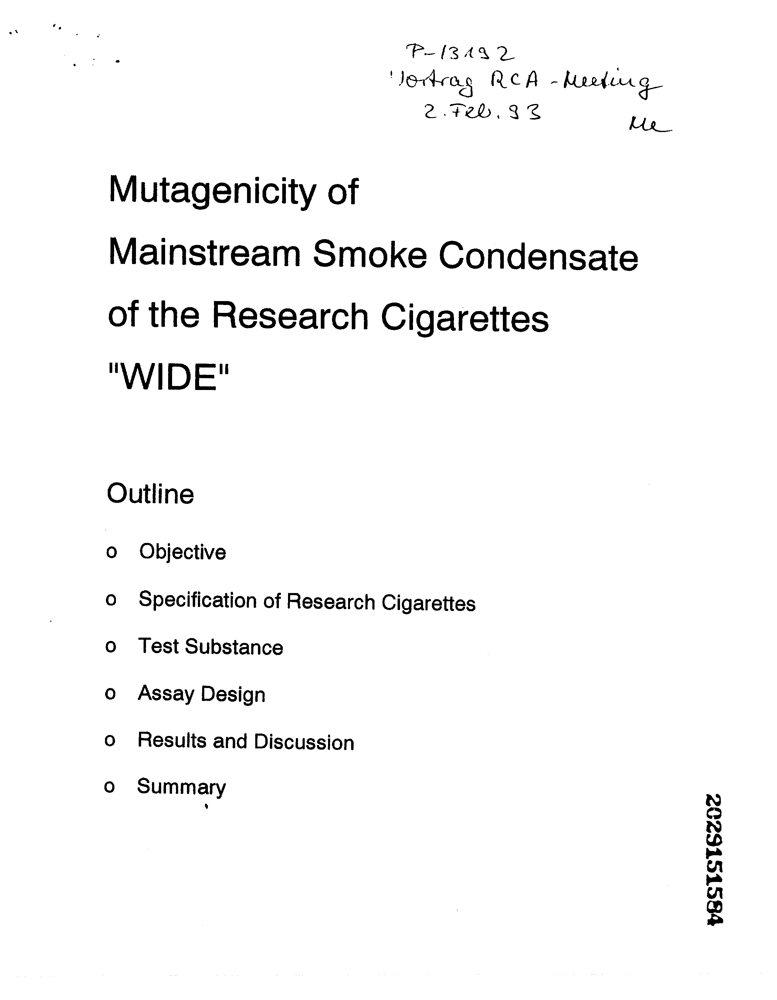 P-13192
Vortrag RCA-Meeting
2. Feb. 93
Me
Mutagenicity of
Mainstream Smoke Condensate
of the Research Cigarettes
"WIDE"
Outline
o Objective
o Specification of Research Cigarettes
o Test Substance
o Assay Design
o Results and Discussion
o Summary
2029151584